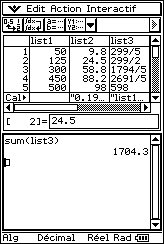 Edit Action Interactif
list1 list2 list3
1 50 9.8 299/5
2 125 24.5 299/2
3 300 58.8 1794/5
4 450 88.2 2691/5
5 500 98 598
Cal▸ "0.19… "list1…
[ 2]= 24.5
sum(list3)
1704.3
Alg Décimal Réel Rad